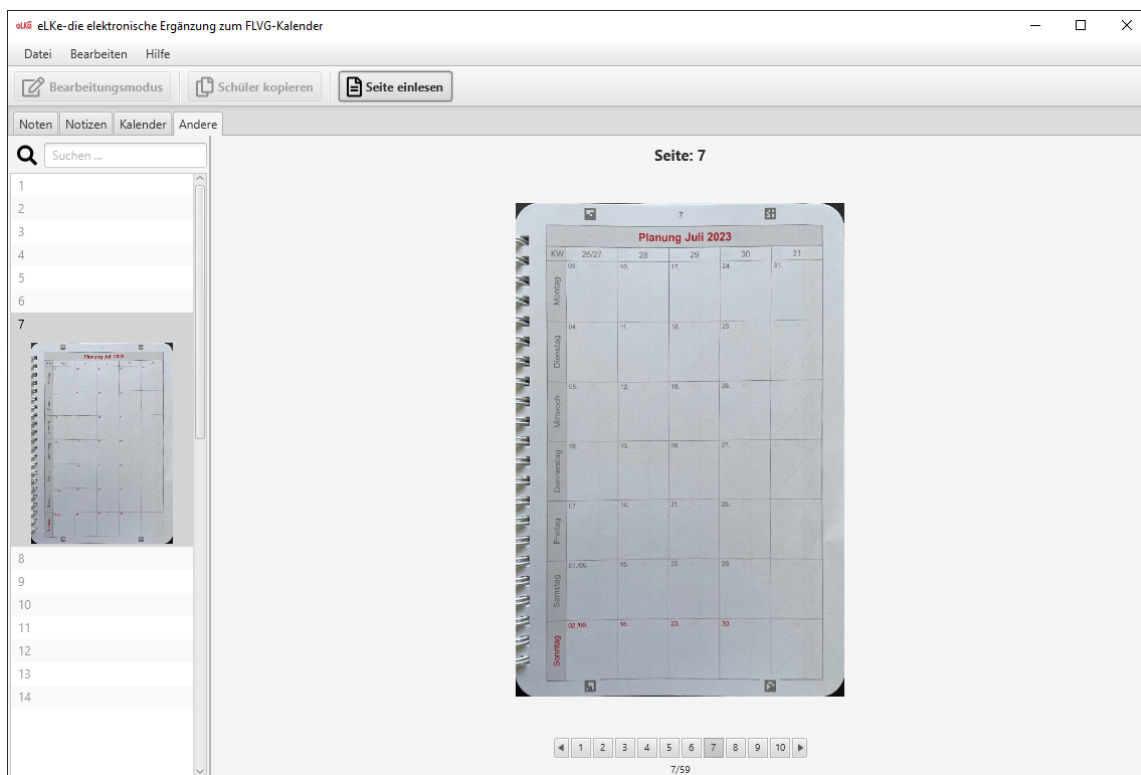 eLKe eLKe-die elektronische Ergänzung zum FLVG-Kalender
Datei Bearbeiten Hilfe
Bearbeitungsmodus Schüler kopieren Seite einlesen
Noten Notizen Kalender Andere
Suchen ...
1
2
3
4
5
6
7
Planung Juli 2023
8
9
10
11
12
13
14
Seite: 7
7
Planung Juli 2023
KW 26/27 28 29 30 31
Montag 03. 10. 17. 24. 31.
Dienstag 04. 11. 18. 25.
Mittwoch 05. 12. 19. 26.
Donnerstag 06. 13. 20. 27.
Freitag 07. 14. 21. 28.
Samstag 01./08. 15. 22. 29.
Sonntag 02./09. 16. 23. 30.
1 2 3 4 5 6 7 8 9 10
7/59